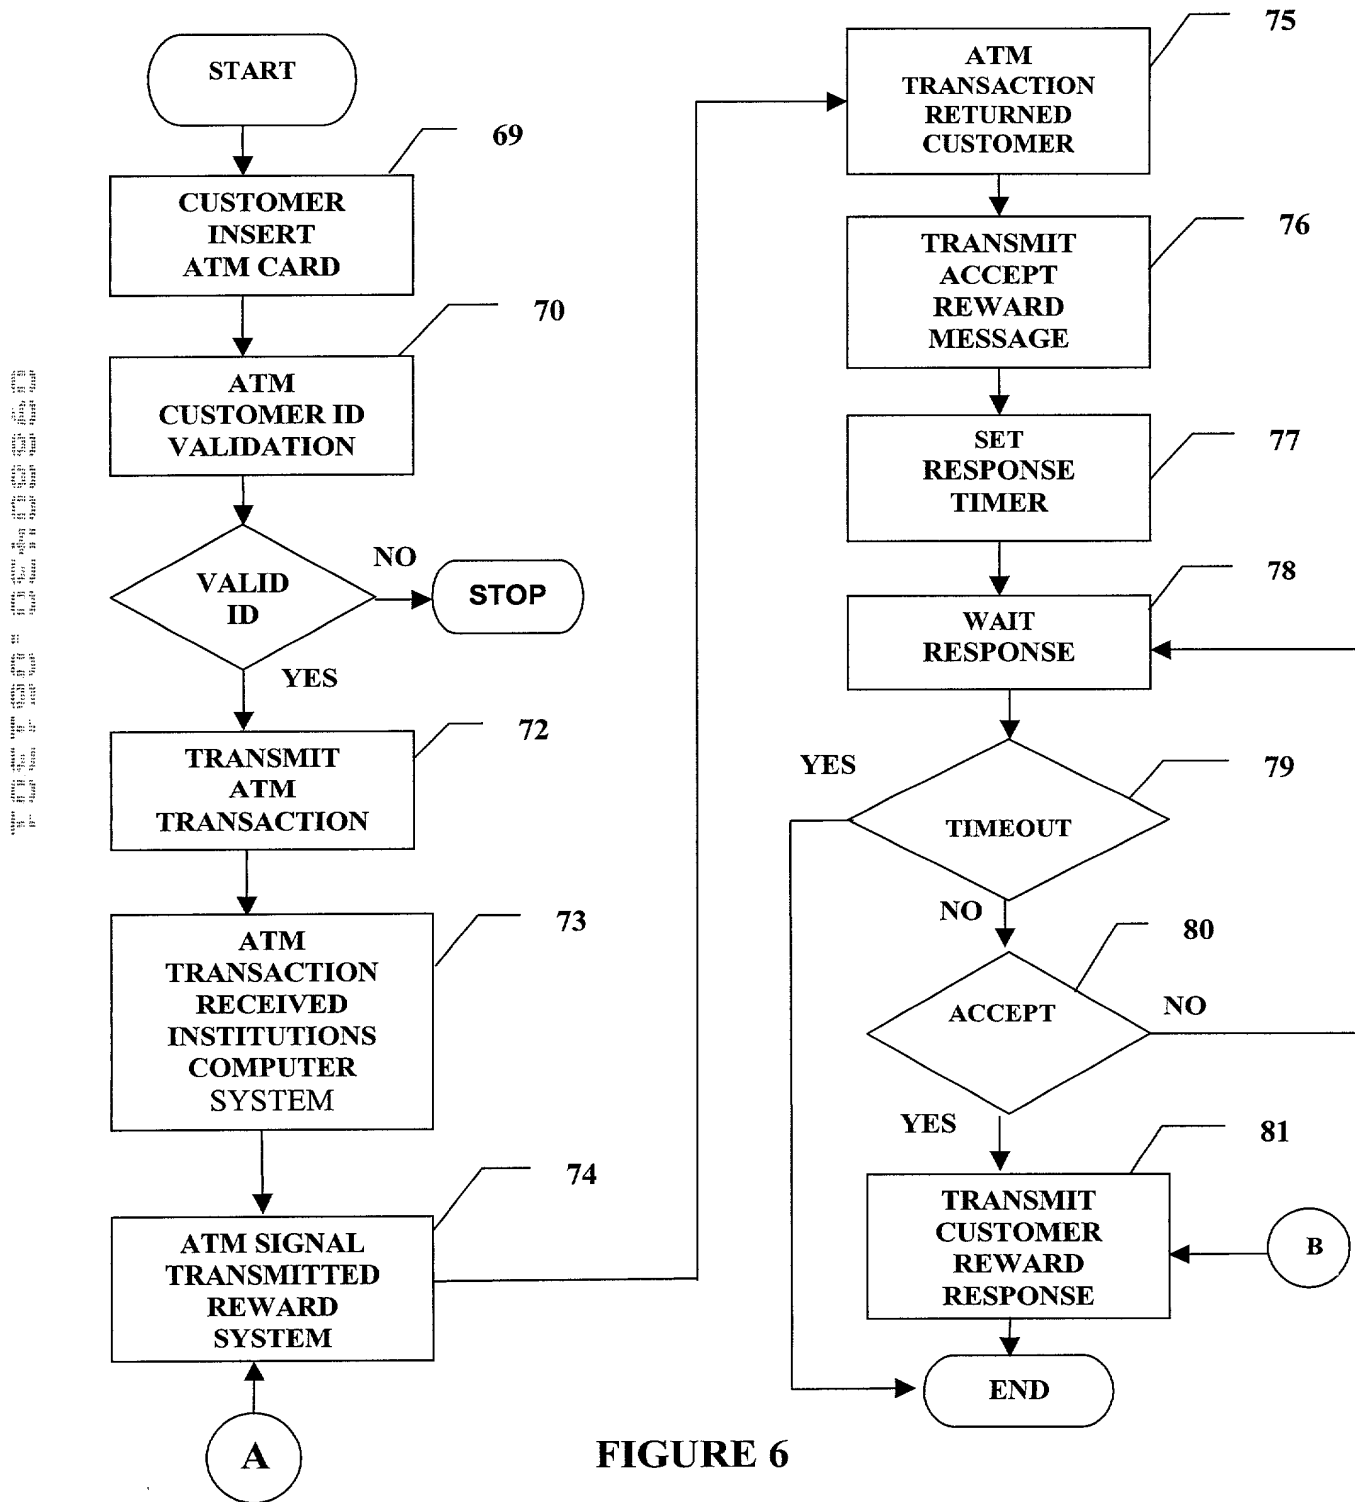 START
69
CUSTOMER
INSERT
ATM CARD
70
ATM
CUSTOMER ID
VALIDATION
VALID
ID
NO
STOP
YES
72
TRANSMIT
ATM
TRANSACTION
73
ATM
TRANSACTION
RECEIVED
INSTITUTIONS
COMPUTER
SYSTEM
74
ATM SIGNAL
TRANSMITTED
REWARD
SYSTEM
A
75
ATM
TRANSACTION
RETURNED
CUSTOMER
76
TRANSMIT
ACCEPT
REWARD
MESSAGE
77
SET
RESPONSE
TIMER
78
WAIT
RESPONSE
YES
79
TIMEOUT
NO
80
ACCEPT
NO
YES
81
TRANSMIT
CUSTOMER
REWARD
RESPONSE
B
END
FIGURE 6